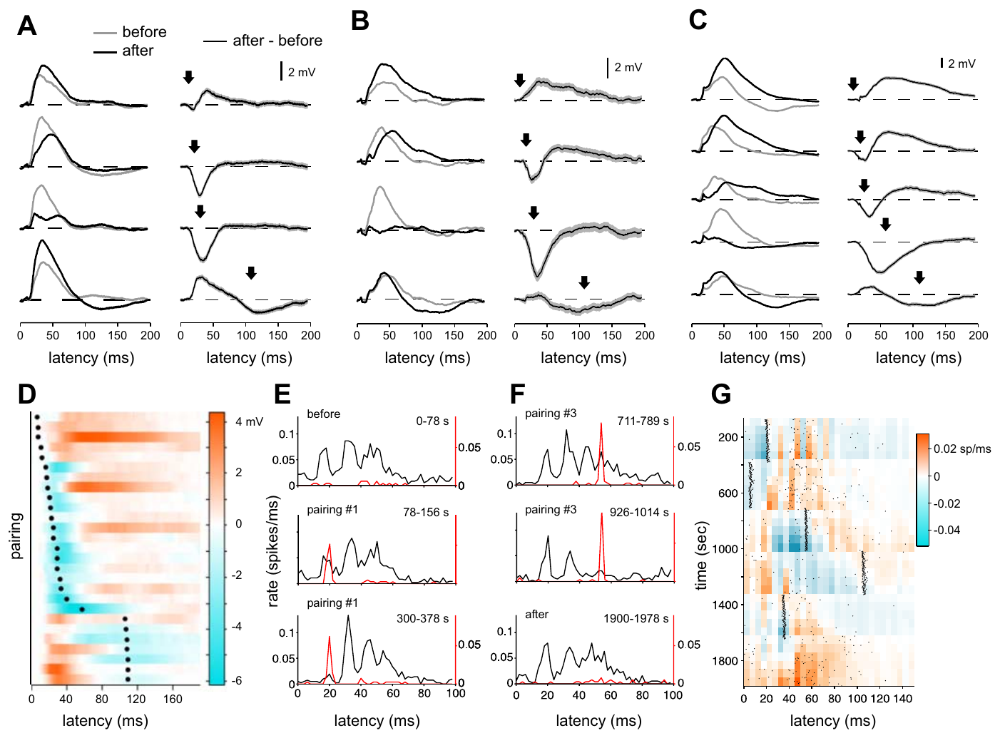 A
before
after
after - before
2 mV
0 50 100 150 200
latency (ms)
0 50 100 150 200
latency (ms)
B
2 mV
0 50 100 150 200
latency (ms)
0 50 100 150 200
latency (ms)
C
2 mV
0 50 100 150 200
latency (ms)
0 50 100 150 200
latency (ms)
D
pairing
0 40 80 120 160
latency (ms)
4 mV
2
0
-2
-4
-6
E
rate (spikes/ms)
before
0-78 s
0.1
0.05
0
0.05
0
pairing #1
78-156 s
pairing #1
300-378 s
0.1
0.05
0
0.05
0
0 20 40 60 80 100
latency (ms)
F
pairing #3
711-789 s
0.1
0.05
0
0.05
0
pairing #3
926-1014 s
after
1900-1978 s
0.1
0.05
0
0.05
0
0 20 40 60 80 100
latency (ms)
G
time (sec)
200
600
1000
1400
1800
0 20 40 60 80 100 120 140
latency (ms)
0.02 sp/ms
0
-0.02
-0.04